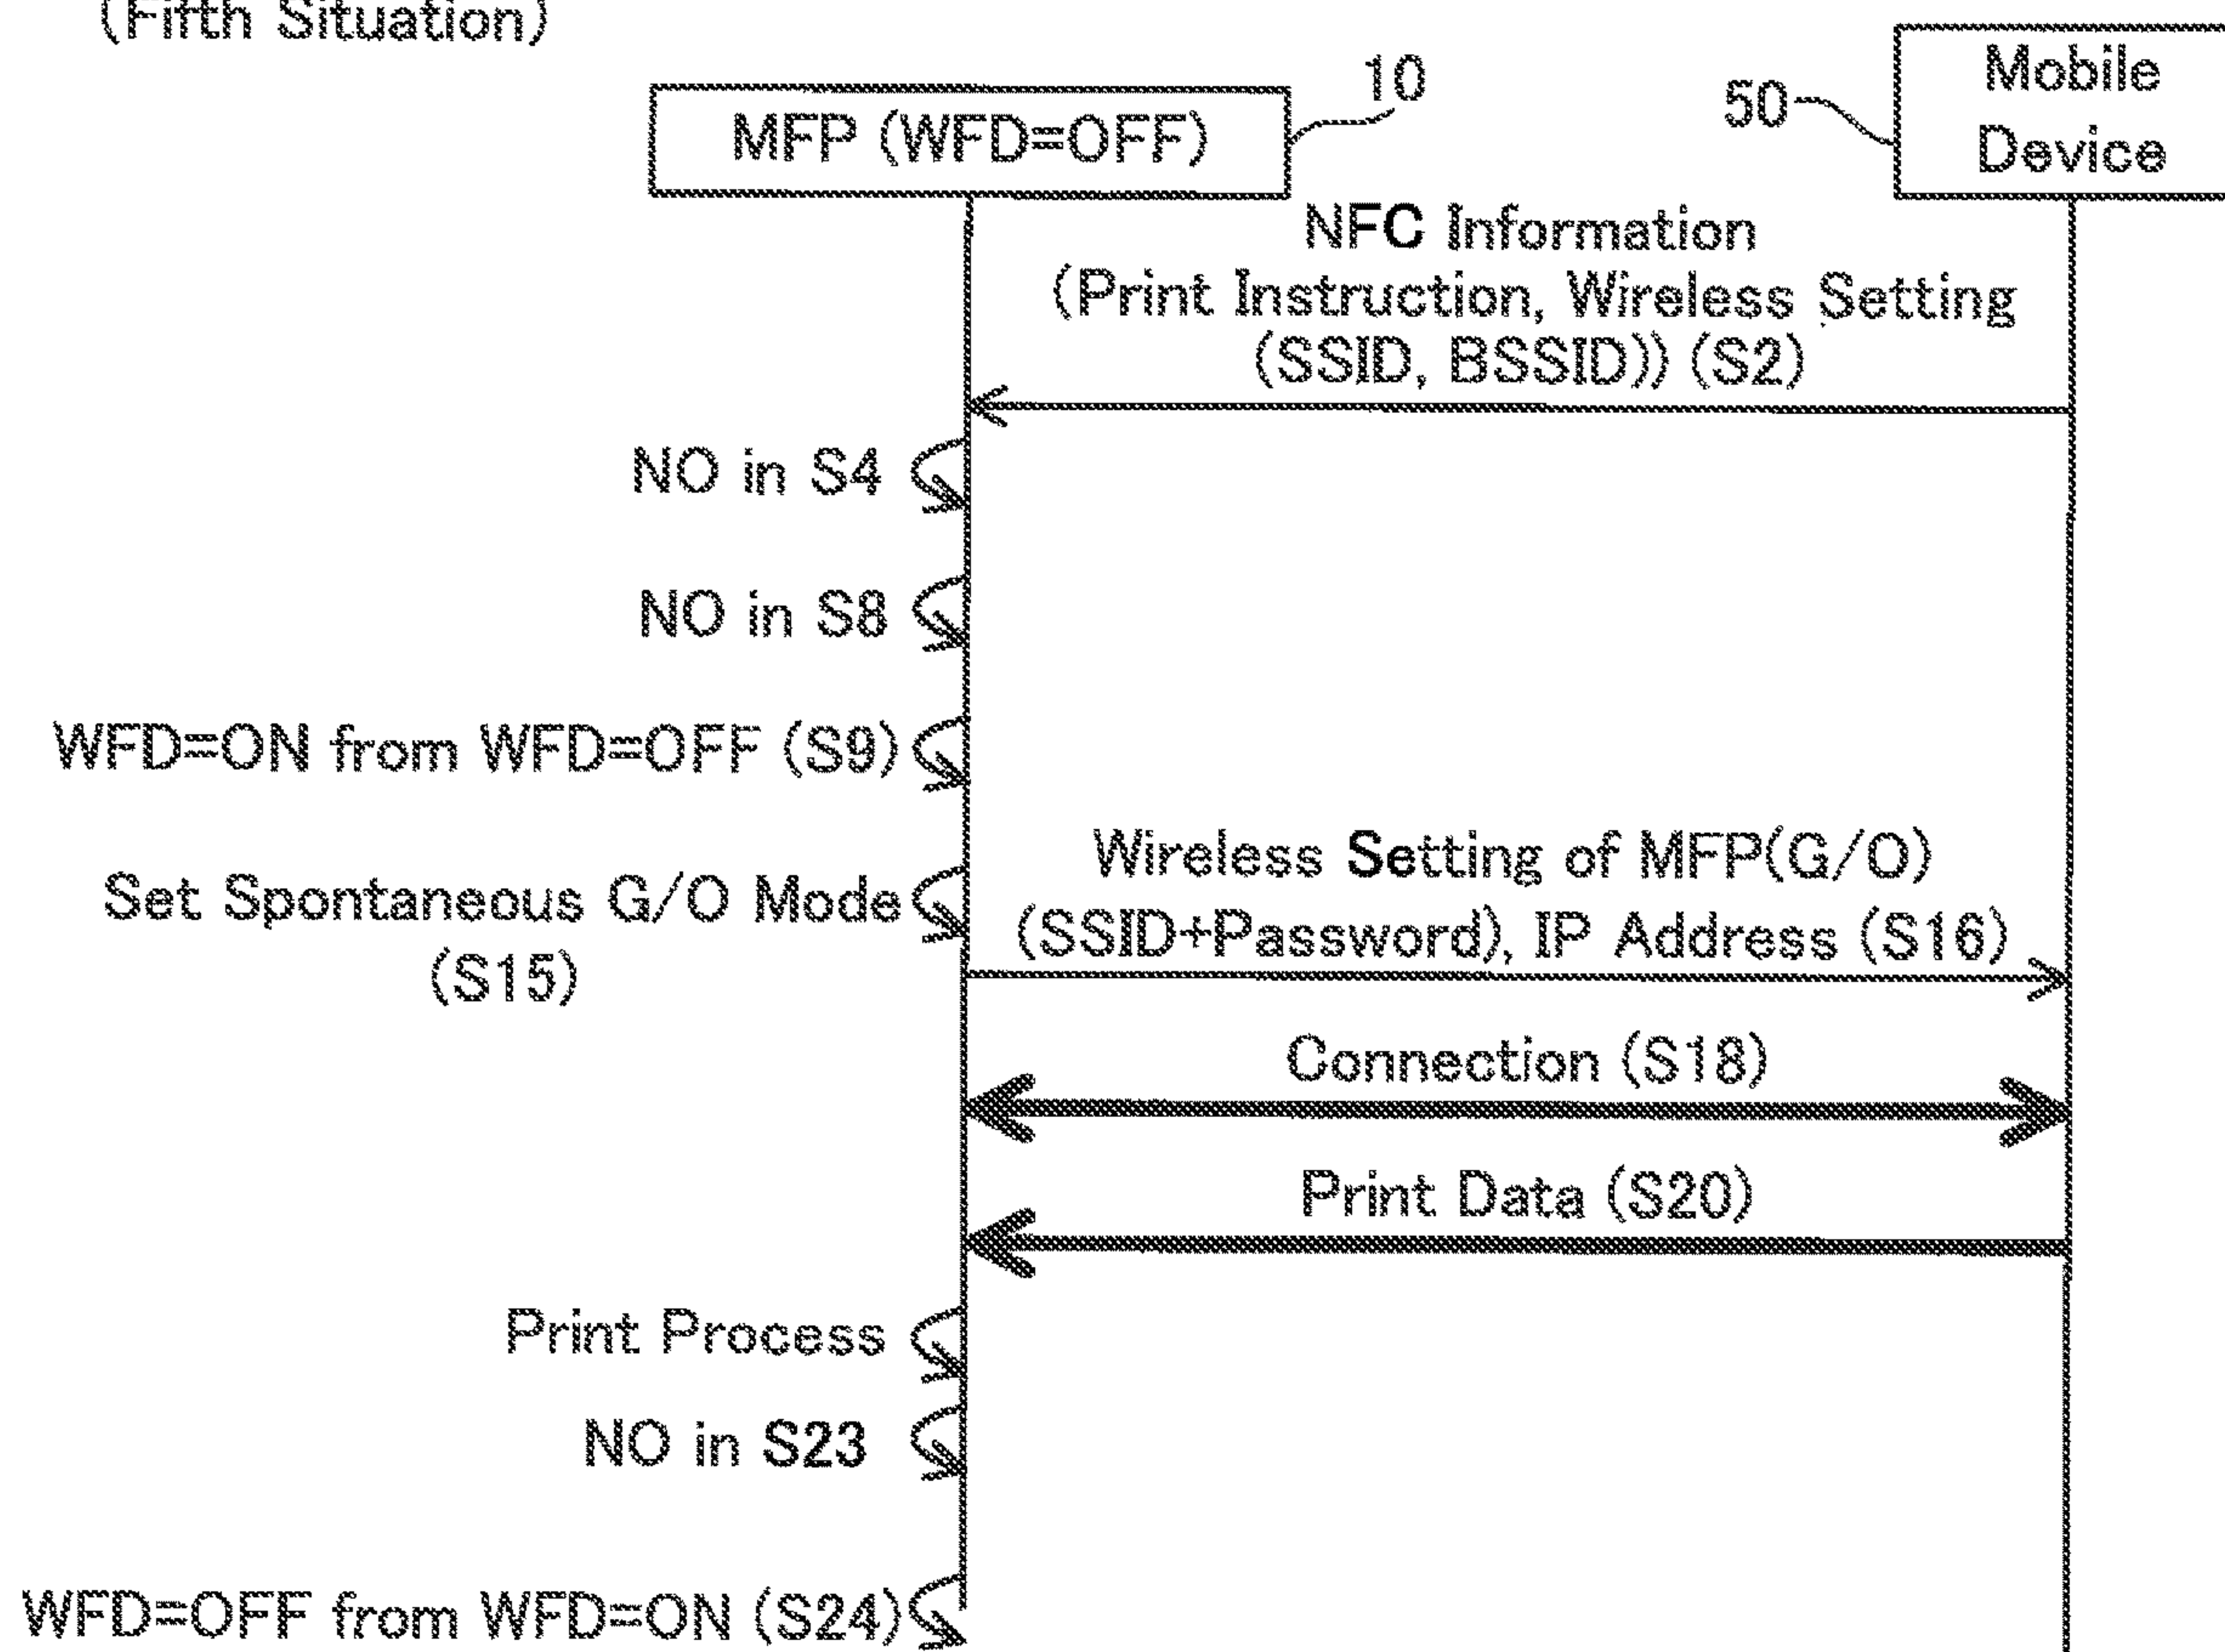 (Fifth Situation)
10
MFP (WFD=OFF)
50
Mobile
Device
NFC Information
(Print Instruction, Wireless Setting
(SSID, BSSID)) (S2)
NO in S4
NO in S8
WFD=ON from WFD=OFF (S9)
Set Spontaneous G/O Mode
(S15)
Wireless Setting of MFP(G/O)
(SSID+Password), IP Address (S16)
Connection (S18)
Print Data (S20)
Print Process
NO in S23
WFD=OFF from WFD=ON (S24)